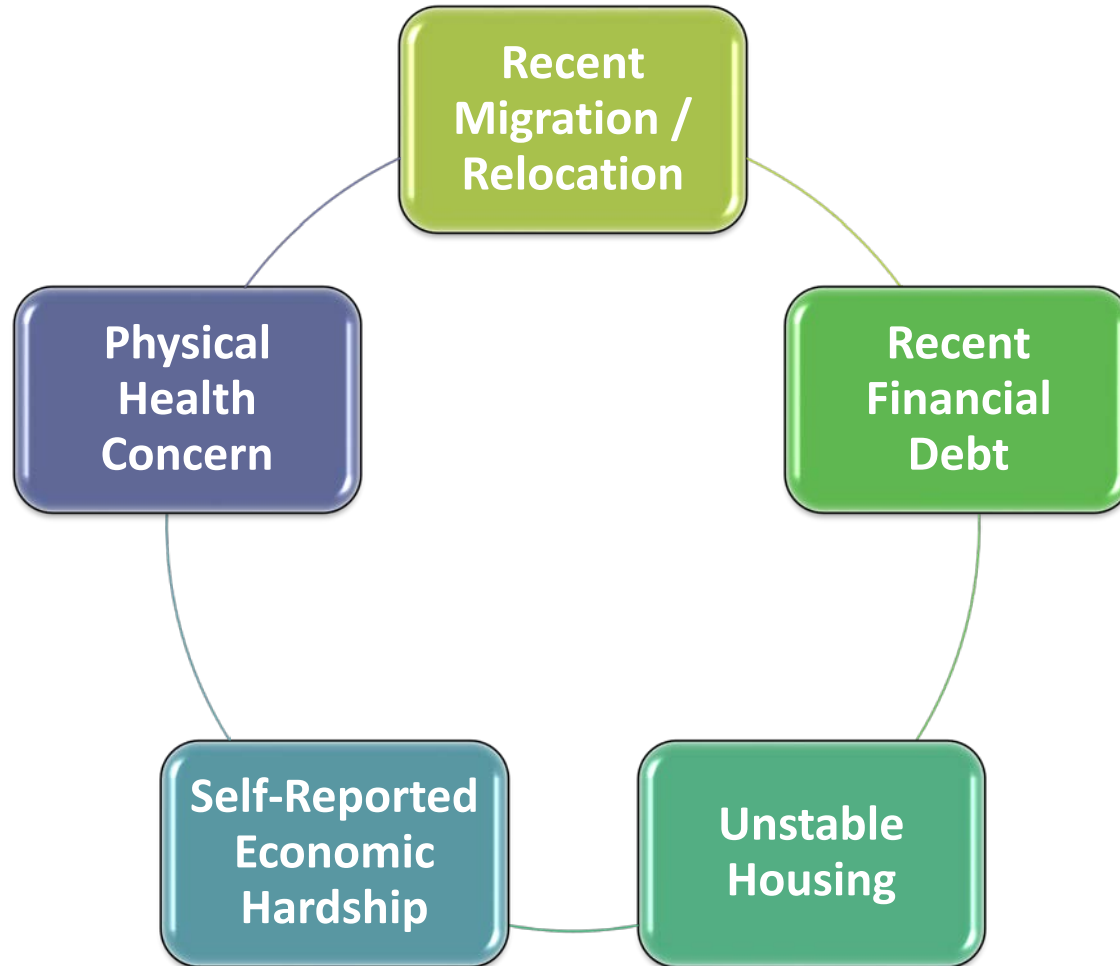 Recent
Migration /
Relocation
Recent
Financial
Debt
Unstable
Housing
Self-Reported
Economic
Hardship
Physical
Health
Concern